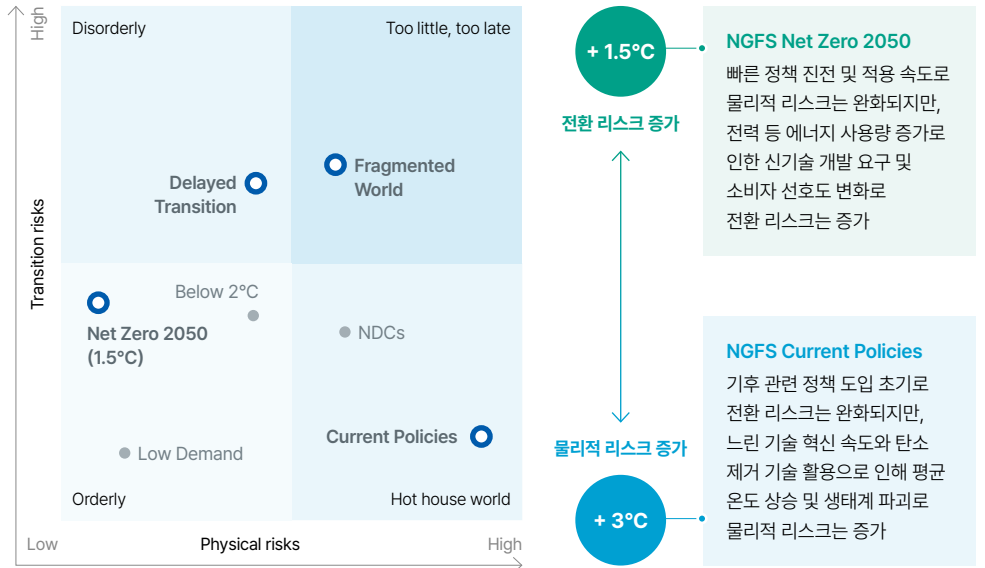 High
Transition risks
Disorderly
Too little, too late
Delayed
Transition
Fragmented
World
Below 2°C
Net Zero 2050
(1.5°C)
NDCs
Current Policies
Low Demand
Orderly
Hot house world
Low
Physical risks
High
+ 1.5°C
전환 리스크 증가
물리적 리스크 증가
+ 3°C
NGFS Net Zero 2050
빠른 정책 진전 및 적용 속도로
물리적 리스크는 완화되지만,
전력 등 에너지 사용량 증가로
인한 신기술 개발 요구 및
소비자 선호도 변화로
전환 리스크는 증가
NGFS Current Policies
기후 관련 정책 도입 초기로
전환 리스크는 완화되지만,
느린 기술 혁신 속도와 탄소
제거 기술 활용으로 인해 평균
온도 상승 및 생태계 파괴로
물리적 리스크는 증가